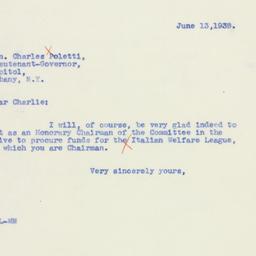 June 13, 1938.
n. Charles Poletti,
eutenant-Governor,
pitol,
bany, N.Y.
ar Charlie:
I will, of course, be very glad indeed to
t as an Honorary Chairman of the Committee in the
ive to procure funds for the Italian Welfare League,
which you are Chairman.
Very sincerely yours,
L-MM